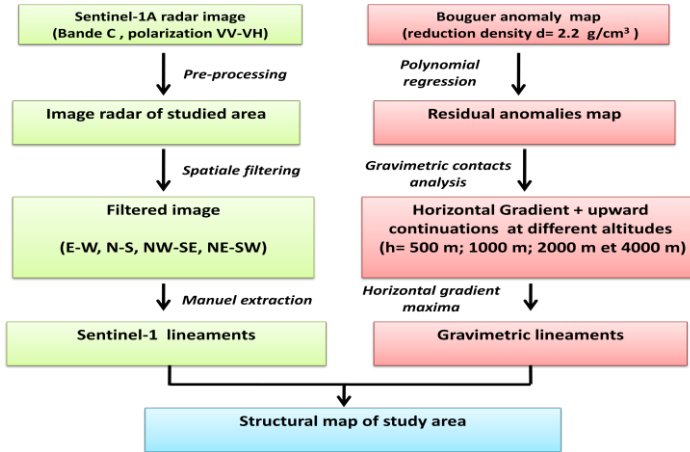 Sentinel-1A radar image
(Bande C , polarization VV-VH)
Pre-processing
Image radar of studied area
Spatiale filtering
Filtered image
(E-W, N-S, NW-SE, NE-SW)
Manuel extraction
Sentinel-1 lineaments
Bouguer anomaly map
(reduction density d= 2.2 g/cm³ )
Polynomial
regression
Residual anomalies map
Gravimetric contacts
analysis
Horizontal Gradient + upward
continuations at different altitudes
(h= 500 m; 1000 m; 2000 m et 4000 m)
Horizontal gradient
maxima
Gravimetric lineaments
Structural map of study area